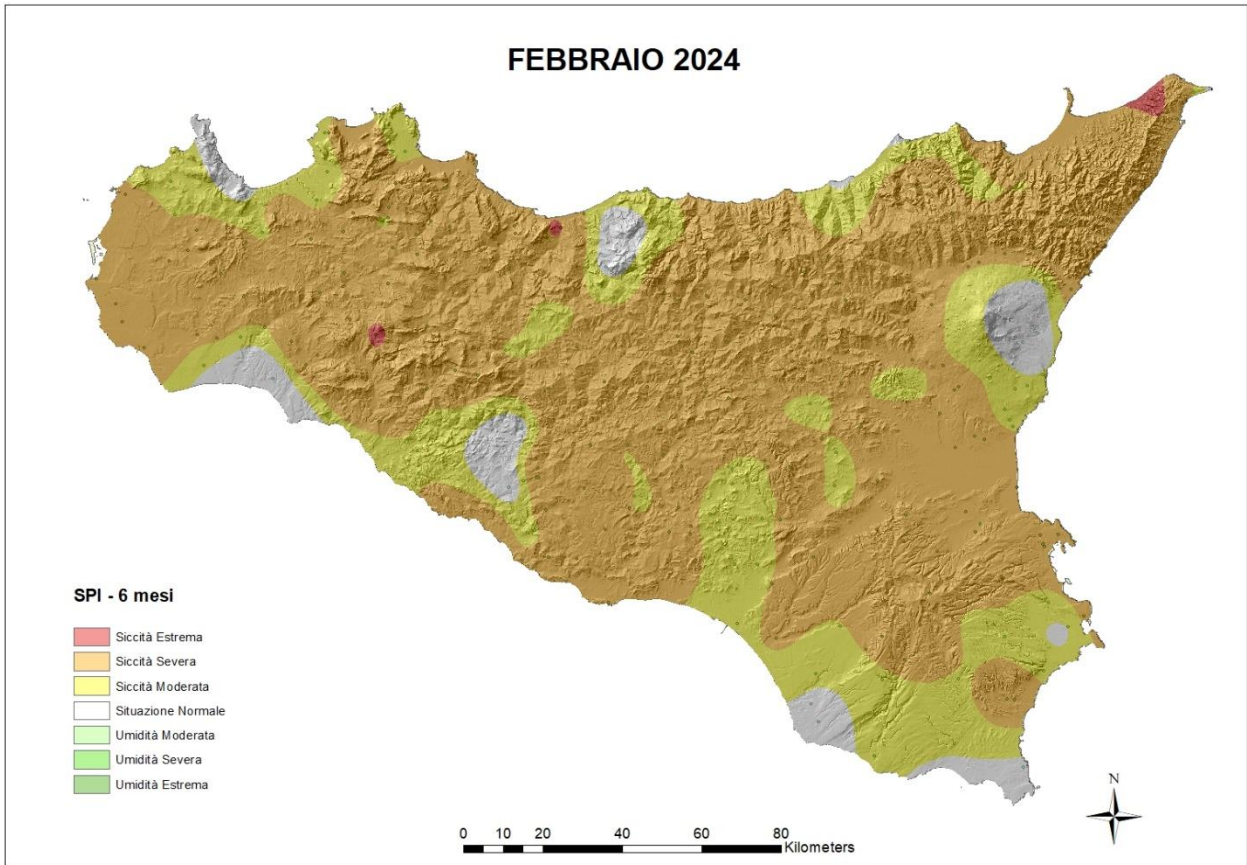 FEBBRAIO 2024
SPI - 6 mesi
Siccità Estrema
Siccità Severa
Siccità Moderata
Situazione Normale
Umidità Moderata
Umidità Severa
Umidità Estrema
N
0 10 20 40 60 80
Kilometers